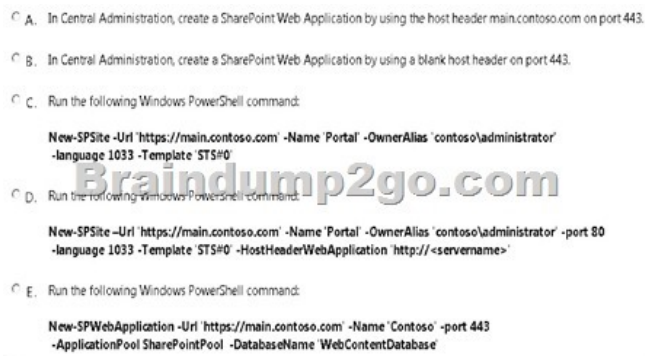 A. In Central Administration, create a SharePoint Web Application by using the host header main.contoso.com on port 443.
B. In Central Administration, create a SharePoint Web Application by using a blank host header on port 443.
C. Run the following Windows PowerShell command:
New-SPSite -Url 'https://main.contoso.com' -Name 'Portal' -OwnerAlias 'contoso\administrator'
-language 1033 -Template 'STS#0'
Braindump2go.com
D. Run the following Windows PowerShell command:
New-SPSite –Url 'https://main.contoso.com' -Name 'Portal' -OwnerAlias 'contoso\administrator' -port 80
-language 1033 -Template 'STS#0' -HostHeaderWebApplication 'http://<servername>'
E. Run the following Windows PowerShell command:
New-SPWebApplication -Url 'https://main.contoso.com' -Name 'Contoso' -port 443
-ApplicationPool SharePointPool -DatabaseName 'WebContentDatabase'